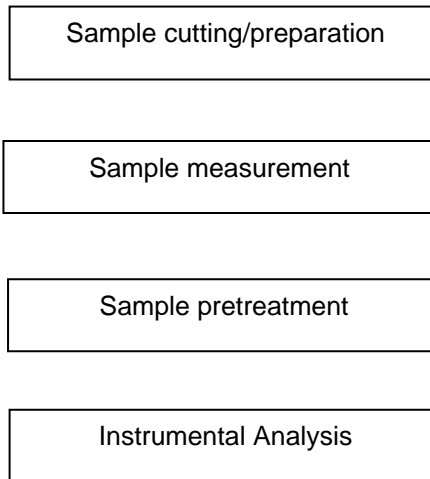 Sample cutting/preparation
Sample measurement
Sample pretreatment
Instrumental Analysis